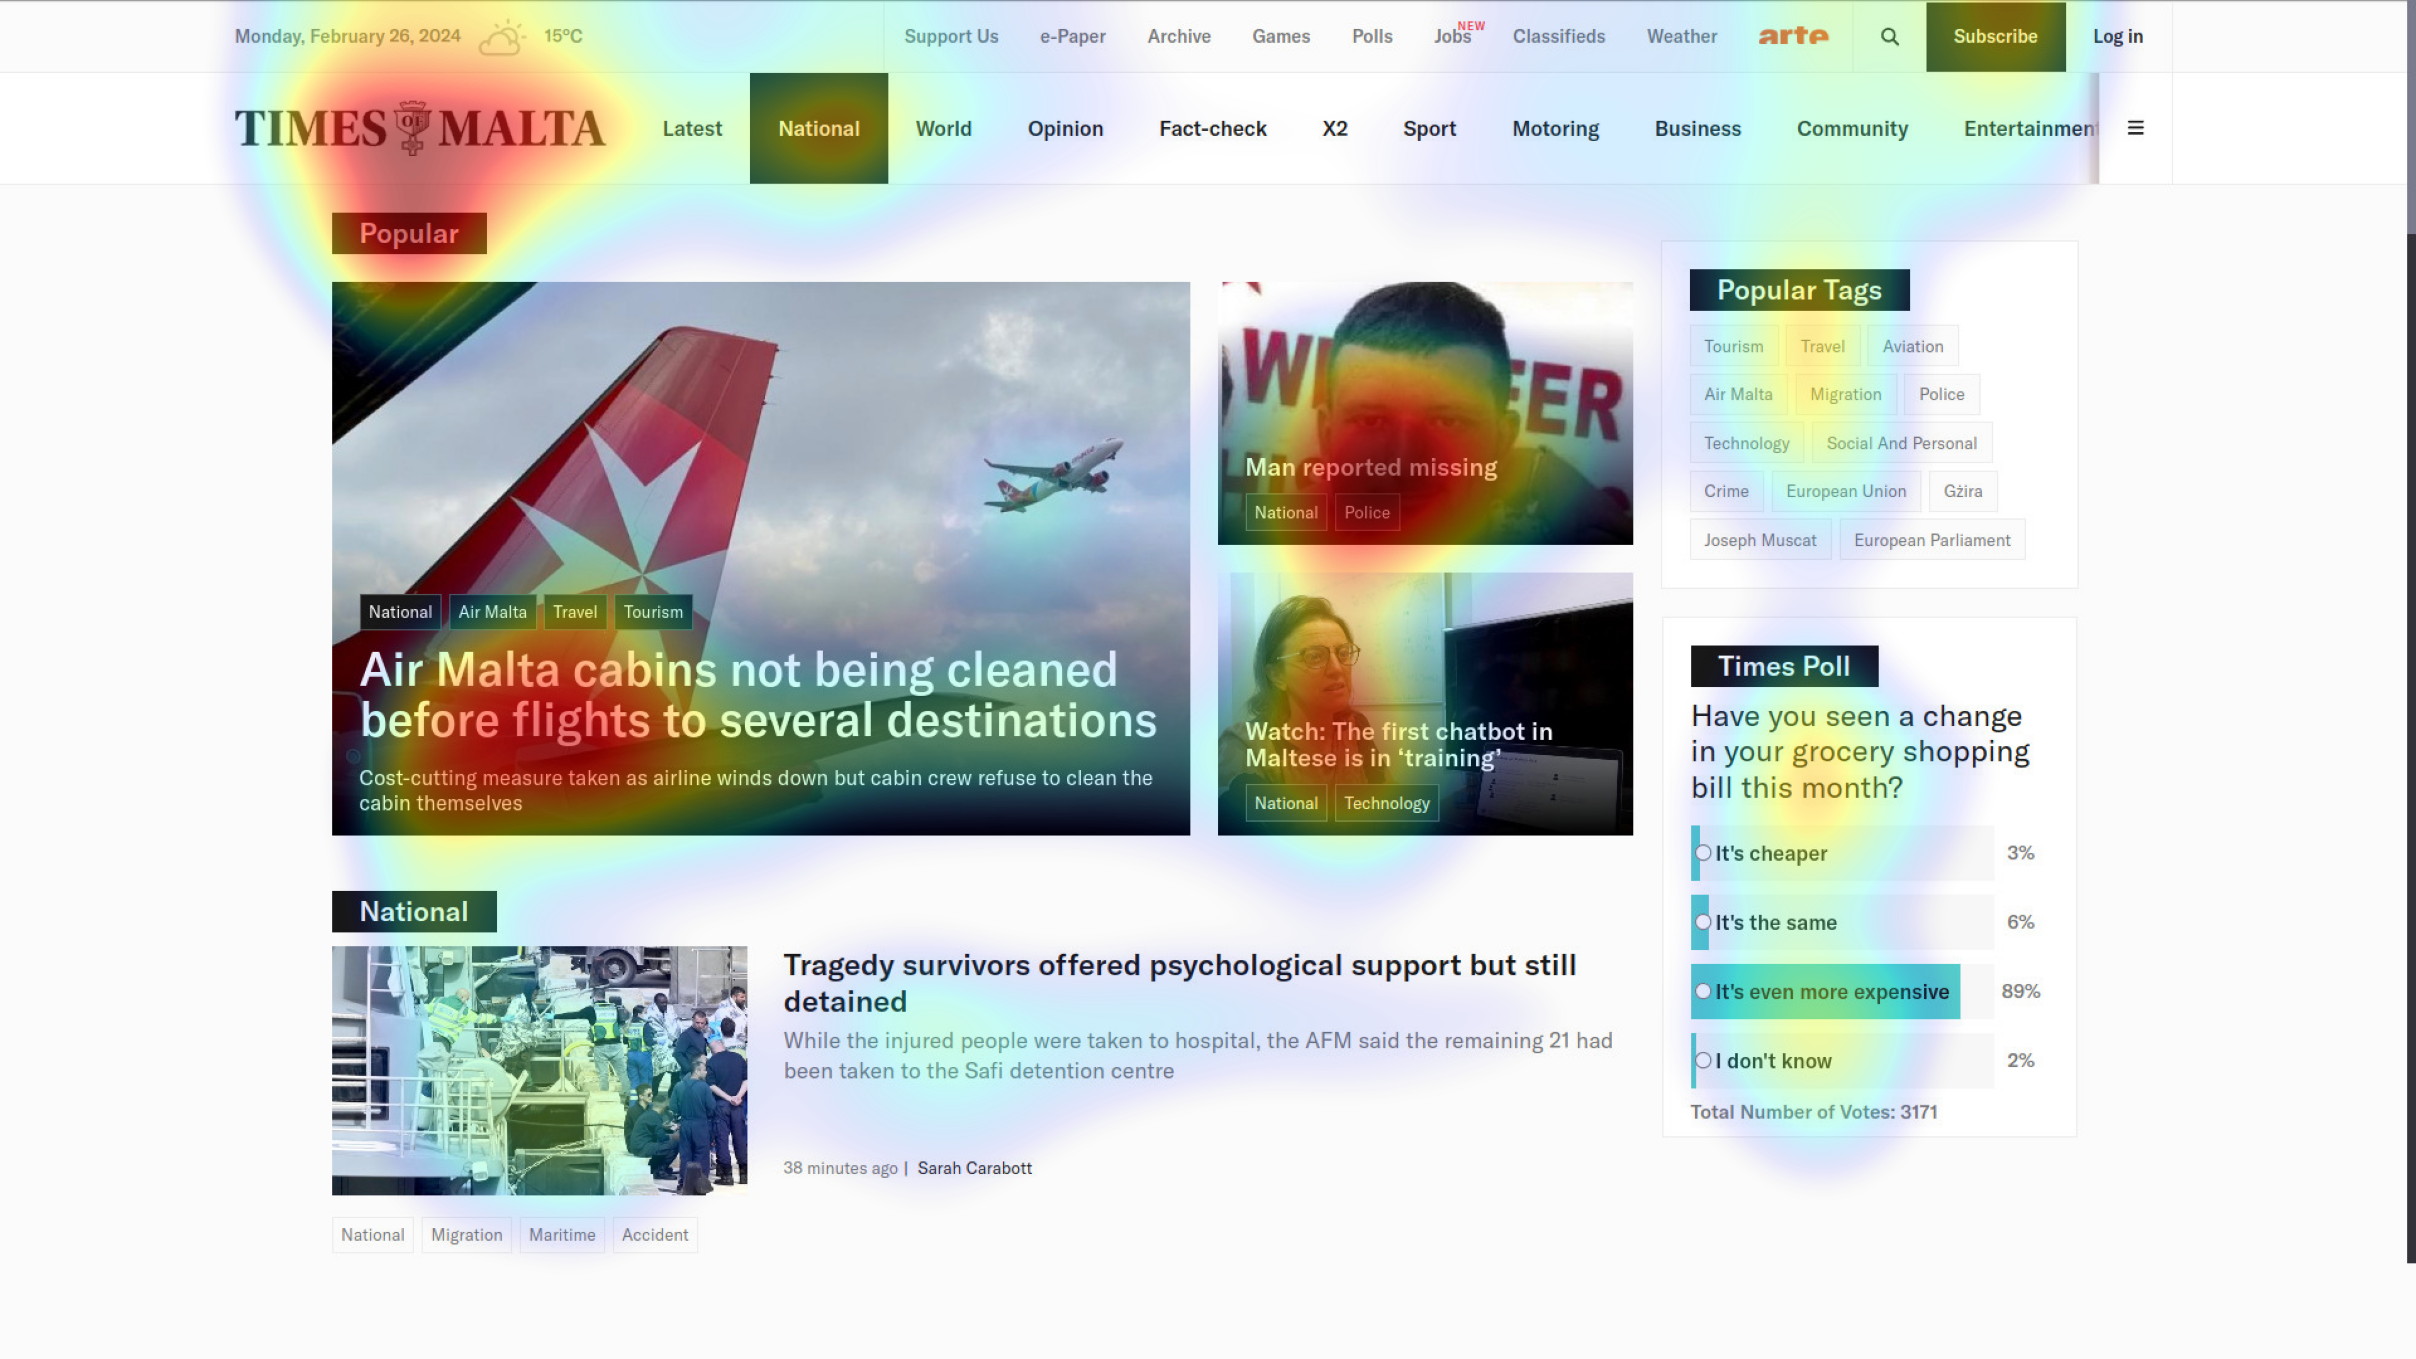 Monday, February 26, 2024 15°C
Support Us e-Paper Archive Games Polls Jobs NEW Classifieds Weather arte Subscribe Log in
TIMES OF MALTA
Latest National World Opinion Fact-check X2 Sport Motoring Business Community Entertainment
Popular
National Air Malta Travel Tourism
Air Malta cabins not being cleaned
before flights to several destinations
Cost-cutting measure taken as airline winds down but cabin crew refuse to clean the
cabin themselves
Man reported missing
National Police
Watch: The first chatbot in
Maltese is in ‘training’
National Technology
Popular Tags
Tourism Travel Aviation
Air Malta Migration Police
Technology Social And Personal
Crime European Union Gżira
Joseph Muscat European Parliament
Times Poll
Have you seen a change
in your grocery shopping
bill this month?
It's cheaper 3%
It's the same 6%
It's even more expensive 89%
I don't know 2%
Total Number of Votes: 3171
National
Tragedy survivors offered psychological support but still
detained
While the injured people were taken to hospital, the AFM said the remaining 21 had
been taken to the Safi detention centre
38 minutes ago | Sarah Carabott
National Migration Maritime Accident